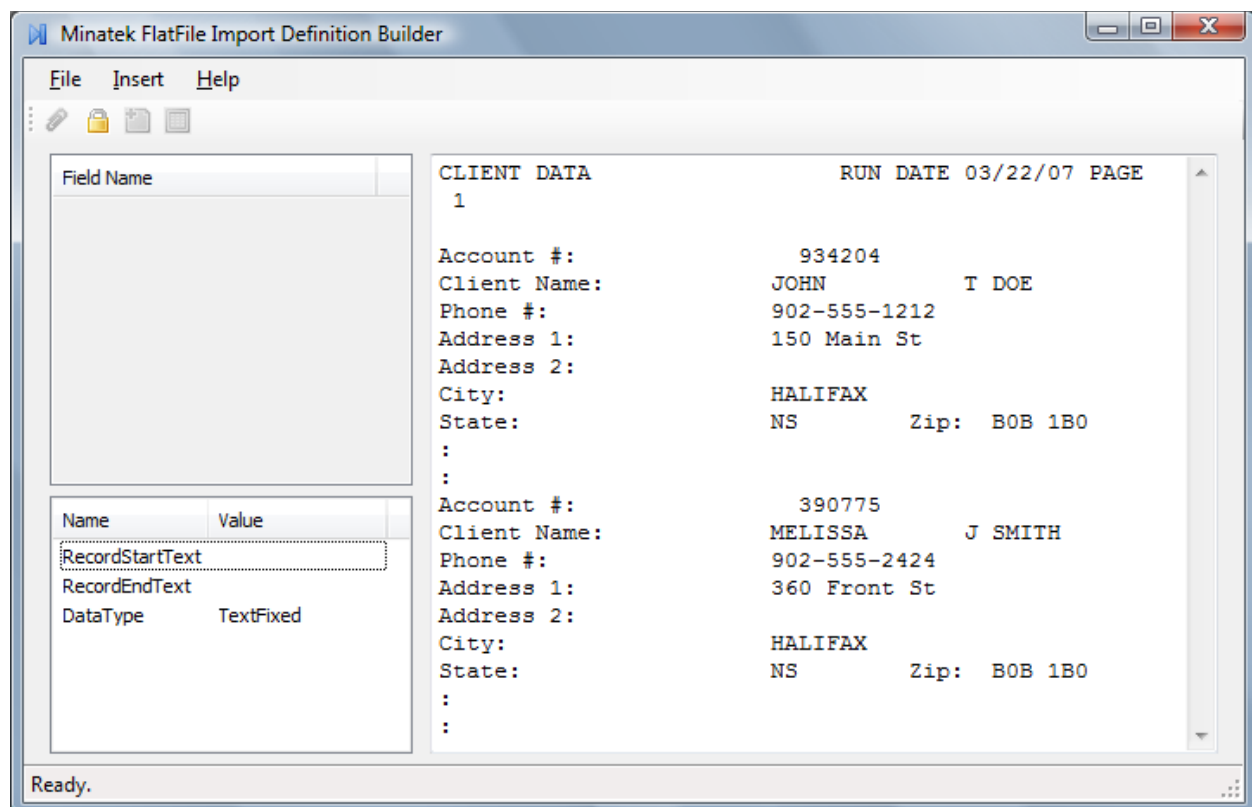 Minatek FlatFile Import Definition Builder
File Insert Help
Field Name
Name Value
RecordStartText
RecordEndText
DataType TextFixed
CLIENT DATA RUN DATE 03/22/07 PAGE
1
Account #: 934204
Client Name: JOHN T DOE
Phone #: 902-555-1212
Address 1: 150 Main St
Address 2:
City: HALIFAX
State: NS Zip: B0B 1B0
:
:
Account #: 390775
Client Name: MELISSA J SMITH
Phone #: 902-555-2424
Address 1: 360 Front St
Address 2:
City: HALIFAX
State: NS Zip: B0B 1B0
:
:
Ready.